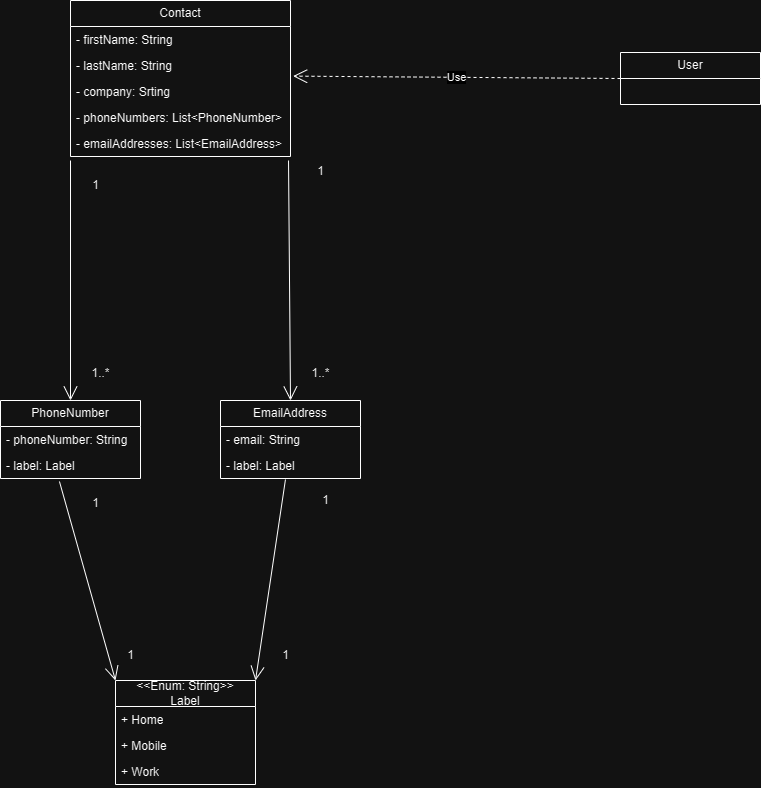 Contact
- firstName: String
- lastName: String
- company: Srting
- phoneNumbers: List<PhoneNumber>
- emailAddresses: List<EmailAddress>
Use
User
1
1
1..*
1..*
PhoneNumber
- phoneNumber: String
- label: Label
EmailAddress
- email: String
- label: Label
1
1
1
1
<<Enum: String>>
Label
+ Home
+ Mobile
+ Work